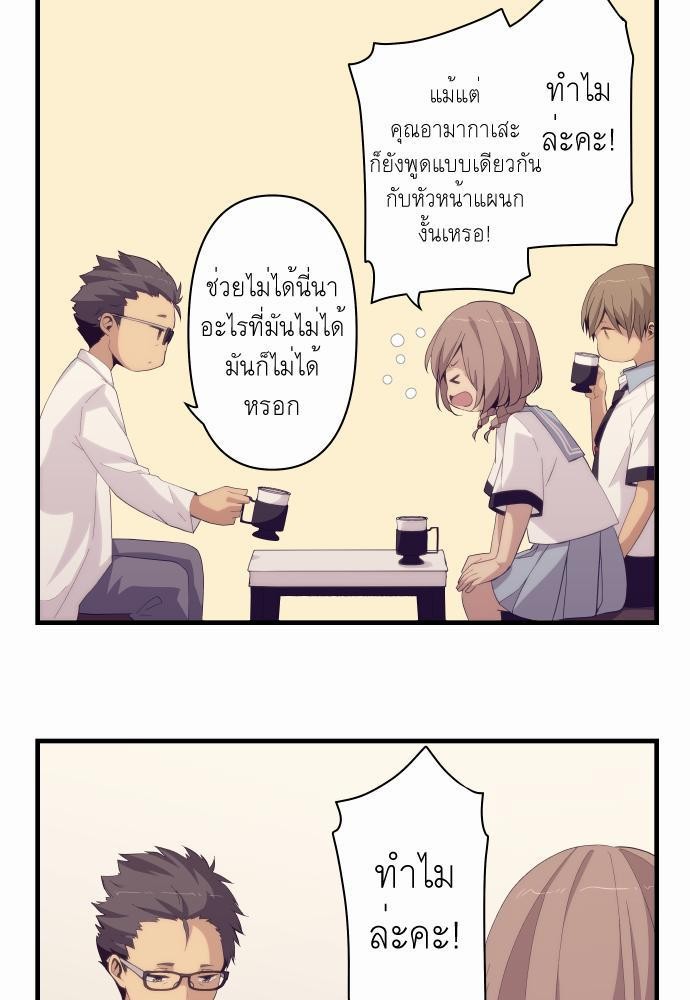 ทำไม
ล่ะคะ!
แม้แต่
คุณอามากาเสะ
ก็ยังพูดแบบเดียวกัน
กับหัวหน้าแผนก
งั้นเหรอ!
ช่วยไม่ได้นี่นา
อะไรที่มันไม่ได้
มันก็ไม่ได้
หรอก
ทำไม
ล่ะคะ!